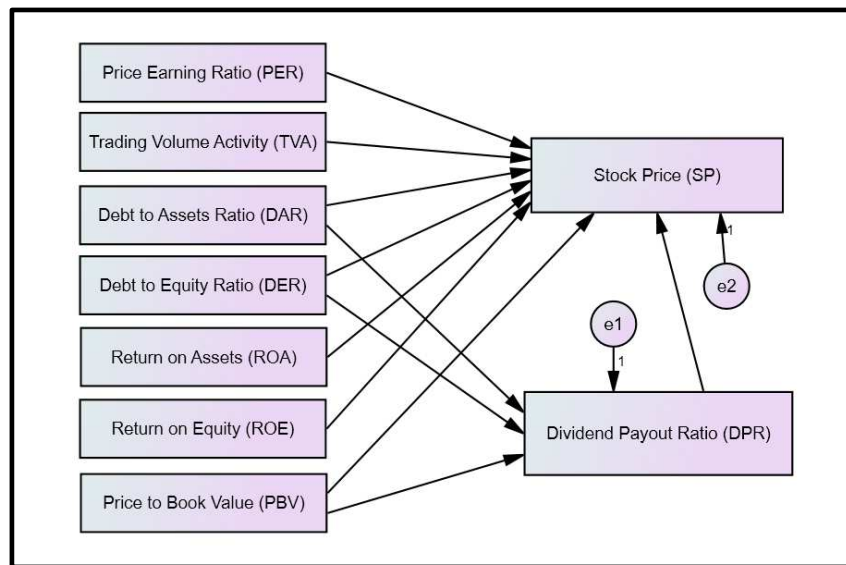 Price Earning Ratio (PER)
Trading Volume Activity (TVA)
Debt to Assets Ratio (DAR)
Debt to Equity Ratio (DER)
Return on Assets (ROA)
Return on Equity (ROE)
Price to Book Value (PBV)
Stock Price (SP)
1
e2
e1
1
Dividend Payout Ratio (DPR)